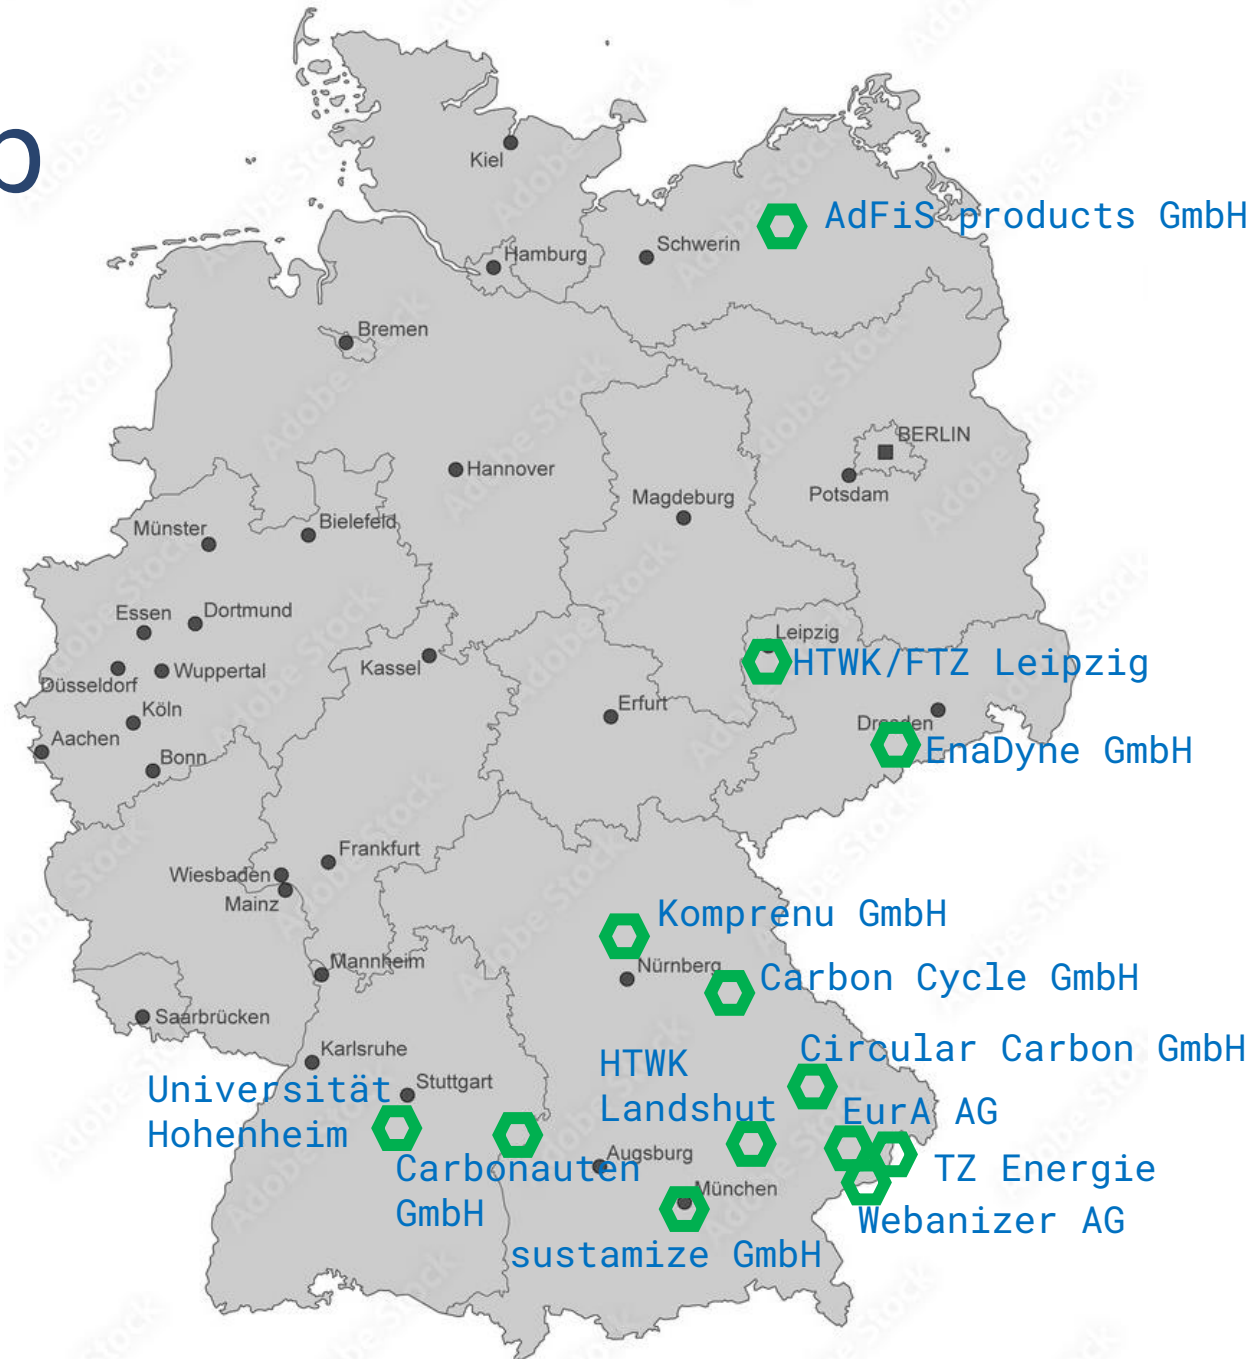 p
Kiel
AdFiS products GmbH
Schwerin
Hamburg
Bremen
BERLIN
Hannover
Potsdam
Magdeburg
Münster
Bielefeld
Essen
Dortmund
Leipzig
HTWK/FTZ Leipzig
Kassel
Wuppertal
Düsseldorf
Köln
Erfurt
Dresden
Aachen
EnaDyne GmbH
Bonn
Frankfurt
Wiesbaden
Mainz
Komprenu GmbH
Mannheim
Nürnberg
Carbon Cycle GmbH
Saarbrücken
Karlsruhe
Circular Carbon GmbH
HTWK
Landshut
Stuttgart
Universität
Hohenheim
EurA AG
Augsburg
Carbonauten
GmbH
TZ Energie
München
Webanizer AG
sustamize GmbH
Adobe Stock